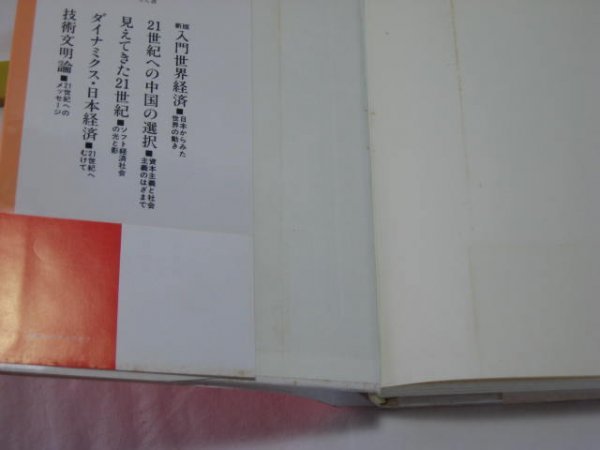 新版 入門世界経済■日本からみた世界の動き
21世紀への中国の選択■資本主義と社会主義のはざまで
見えてきた21世紀■ソフト経済社会の光と影
ダイナミクス・日本経済■21世紀へむけて
技術文明論■21世紀へのメッセージ